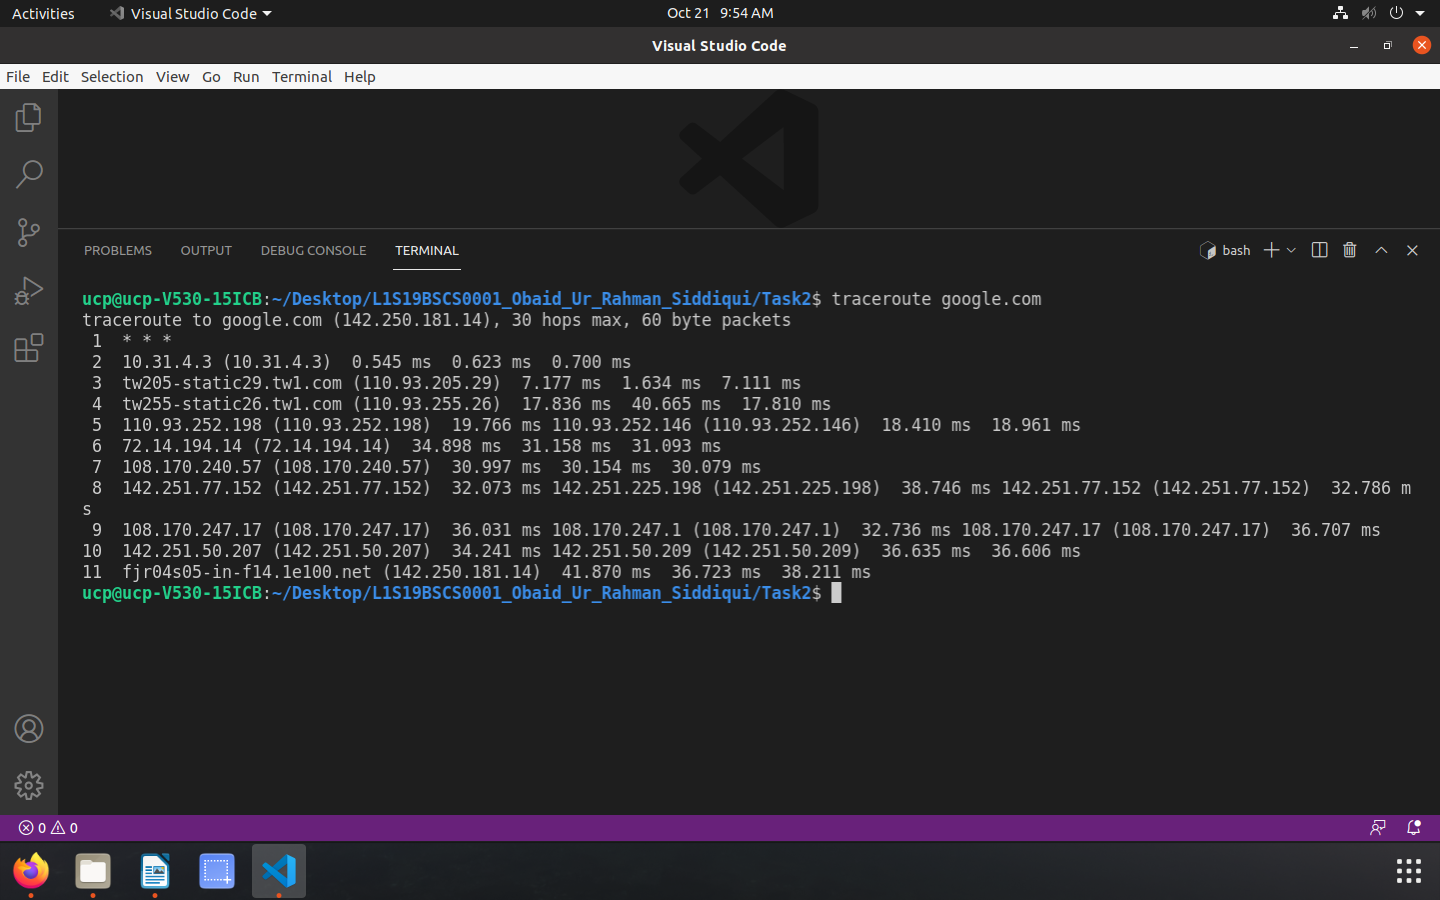 Activities Visual Studio Code Oct 21 9:54 AM
Visual Studio Code
File Edit Selection View Go Run Terminal Help
PROBLEMS OUTPUT DEBUG CONSOLE TERMINAL bash
ucp@ucp-V530-15ICB:~/Desktop/L1S19BSCS0001_Obaid_Ur_Rahman_Siddiqui/Task2$ traceroute google.com
traceroute to google.com (142.250.181.14), 30 hops max, 60 byte packets
 1  * * *
 2  10.31.4.3 (10.31.4.3)  0.545 ms  0.623 ms  0.700 ms
 3  tw205-static29.tw1.com (110.93.205.29)  7.177 ms  1.634 ms  7.111 ms
 4  tw255-static26.tw1.com (110.93.255.26)  17.836 ms  40.665 ms  17.810 ms
 5  110.93.252.198 (110.93.252.198)  19.766 ms 110.93.252.146 (110.93.252.146)  18.410 ms  18.961 ms
 6  72.14.194.14 (72.14.194.14)  34.898 ms  31.158 ms  31.093 ms
 7  108.170.240.57 (108.170.240.57)  30.997 ms  30.154 ms  30.079 ms
 8  142.251.77.152 (142.251.77.152)  32.073 ms 142.251.225.198 (142.251.225.198)  38.746 ms 142.251.77.152 (142.251.77.152)  32.786 m
s
 9  108.170.247.17 (108.170.247.17)  36.031 ms 108.170.247.1 (108.170.247.1)  32.736 ms 108.170.247.17 (108.170.247.17)  36.707 ms
10  142.251.50.207 (142.251.50.207)  34.241 ms 142.251.50.209 (142.251.50.209)  36.635 ms  36.606 ms
11  fjr04s05-in-f14.1e100.net (142.250.181.14)  41.870 ms  36.723 ms  38.211 ms
ucp@ucp-V530-15ICB:~/Desktop/L1S19BSCS0001_Obaid_Ur_Rahman_Siddiqui/Task2$
0 0